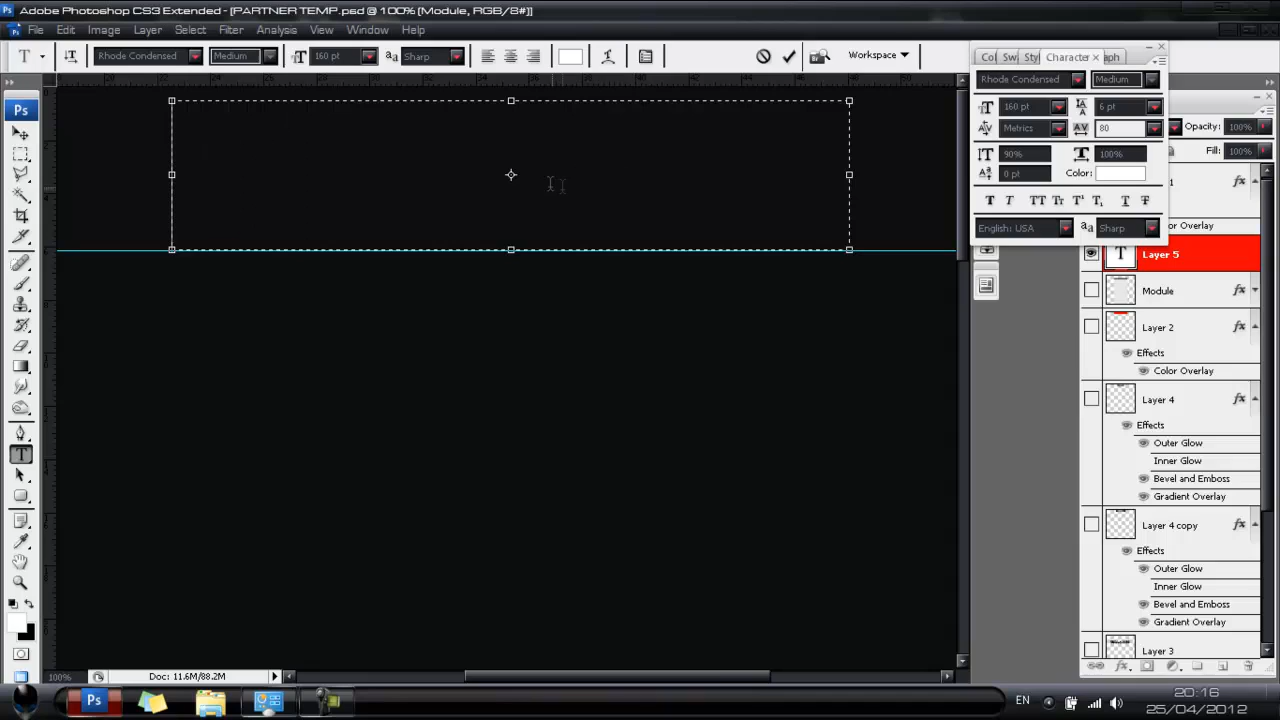 Adobe Photoshop CS3 Extended - [PARTNER TEMP.psd @ 100% (Module, RGB/8#)]
File Edit Image Layer Select Filter Analysis View Window Help
Rhode Condensed Medium 160 pt aa Sharp Workspace
Character
Rhode Condensed Medium
160 pt 6 pt
Metrics 80
90% 100%
0 pt Color:
English: USA aa Sharp
Opacity: 100%
Fill: 100%
Layer 5
Module
Layer 2
Effects
Color Overlay
Layer 4
Effects
Outer Glow
Inner Glow
Bevel and Emboss
Gradient Overlay
Layer 4 copy
Effects
Outer Glow
Inner Glow
Bevel and Emboss
Gradient Overlay
Layer 3
100% Doc: 11.6M/88.2M
Ps EN 20:16
25/04/2012